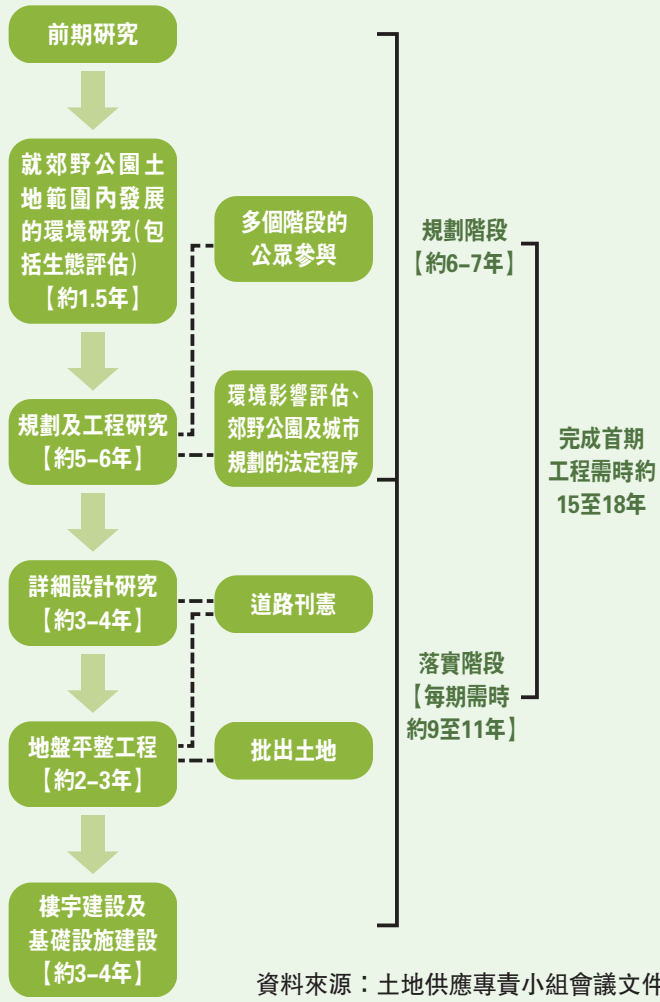 前期研究
就郊野公園土
地範圍內發展
的環境研究（包
括生態評估）
【約1.5年】
規劃及工程研究
【約5–6年】
詳細設計研究
【約3–4年】
地盤平整工程
【約2–3年】
樓宇建設及
基礎設施建設
【約3–4年】
多個階段的
公眾參與
環境影響評估、
郊野公園及城市
規劃的法定程序
道路刊憲
批出土地
規劃階段
【約6–7年】
落實階段
【每期需時
約9至11年】
完成首期
工程需時約
15至18年
資料來源：土地供應專責小組會議文件